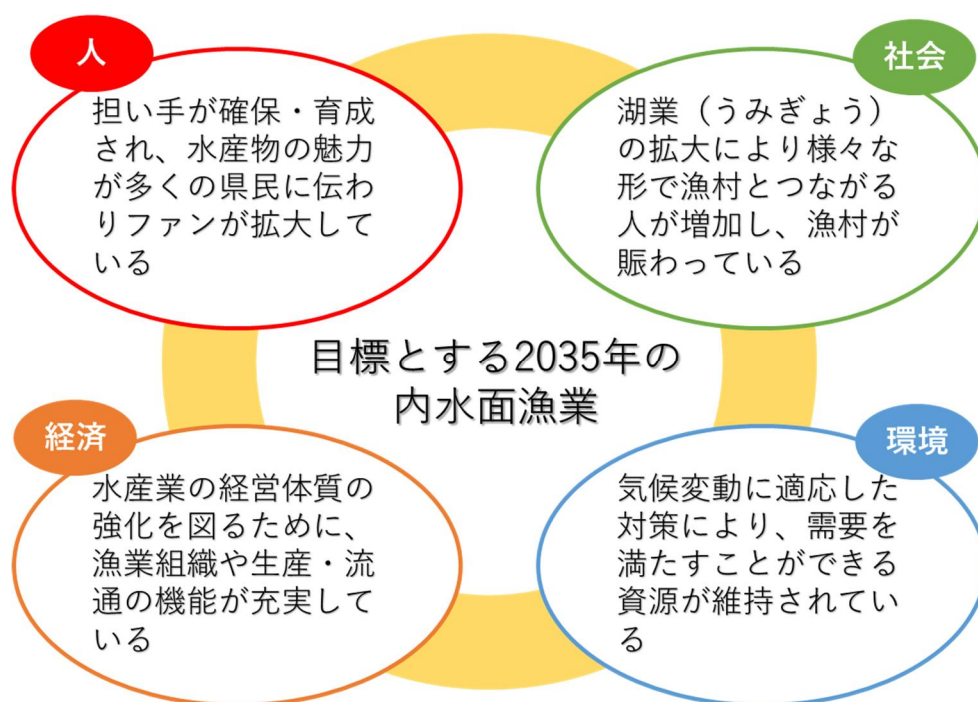 人
担い手が確保・育成
され、水産物の魅力
が多くの県民に伝わ
りファンが拡大して
いる
社会
湖業（うみぎょう）
の拡大により様々な
形で漁村とつながる
人が増加し、漁村が
賑わっている
目標とする2035年の
内水面漁業
経済
水産業の経営体質の
強化を図るために、
漁業組織や生産・流
通の機能が充実して
いる
環境
気候変動に適応した
対策により、需要を
満たすことができる
資源が維持されてい
る